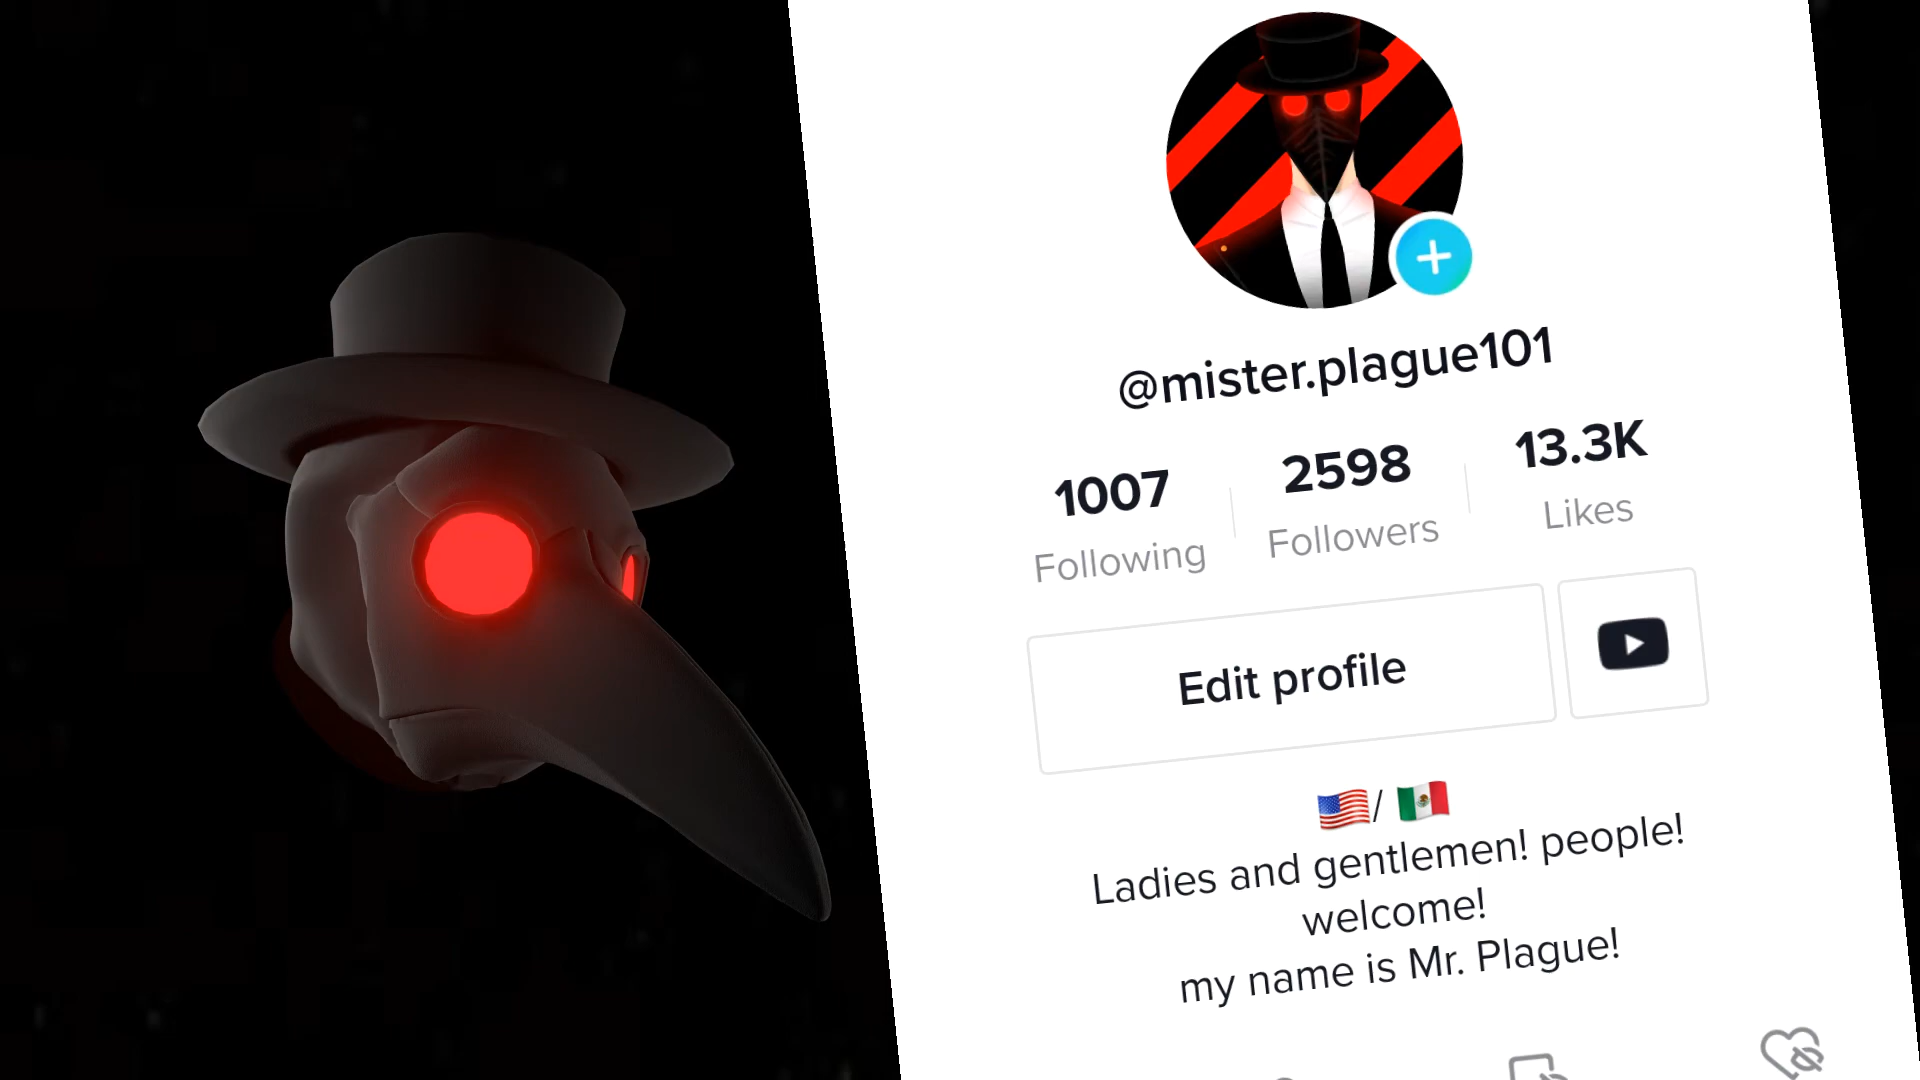 @mister.plague101
1007 2598 13.3K
Following Followers Likes
Edit profile
🇺🇸/ 🇲🇽
Ladies and gentlemen! people!
welcome!
my name is Mr. Plague!